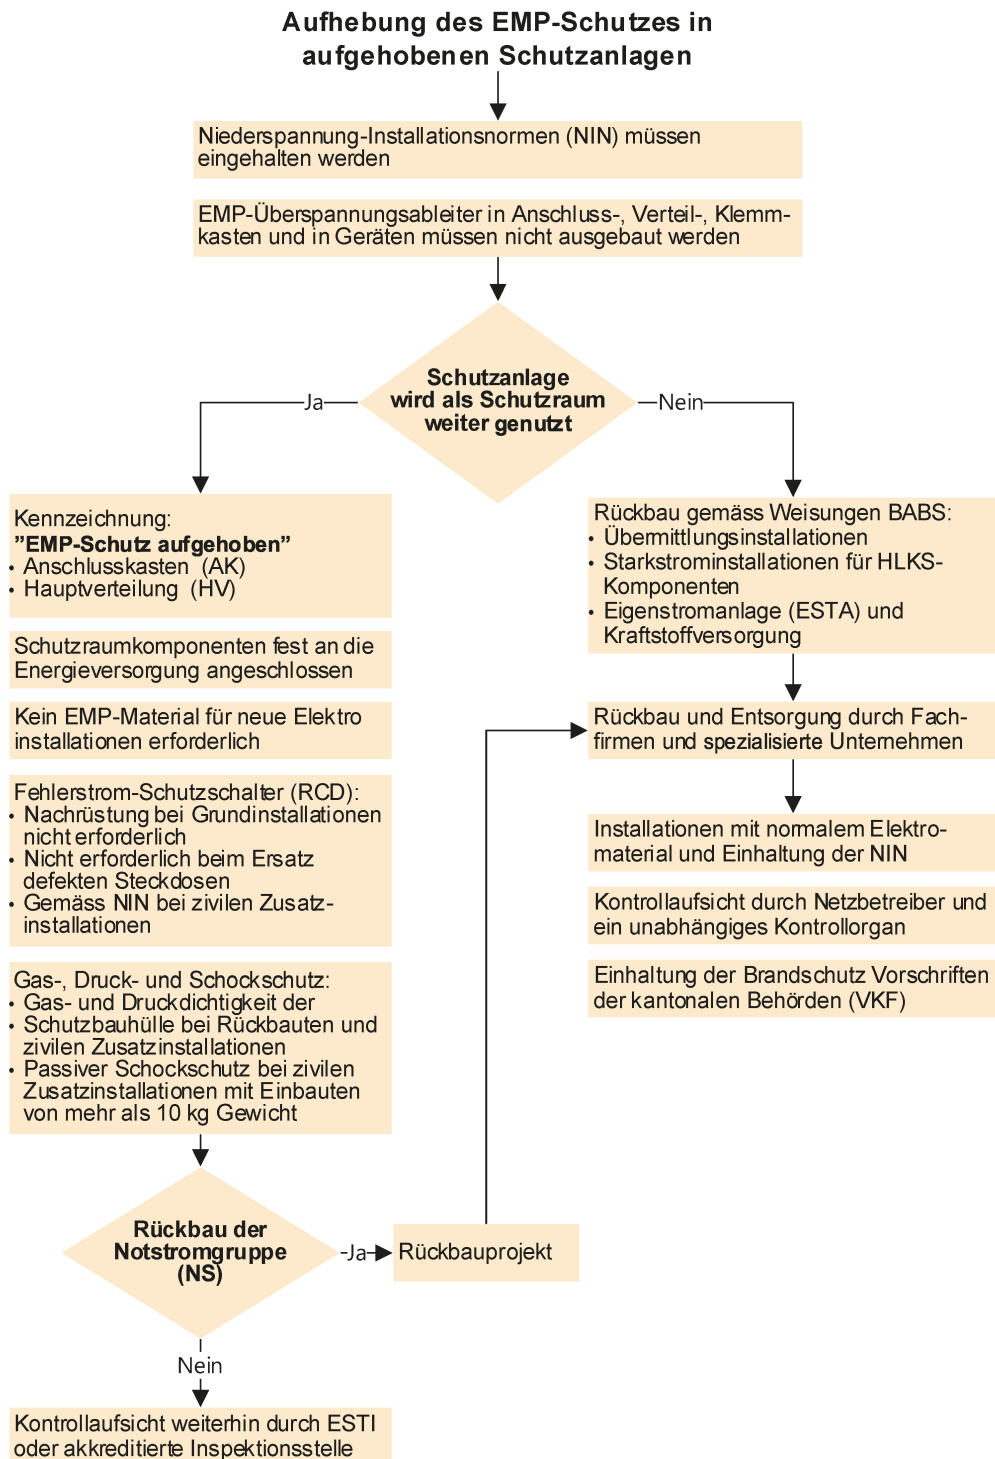 Aufhebung des EMP-Schutzes in
aufgehobenen Schutzanlagen
Niederspannung-Installationsnormen (NIN) müssen
eingehalten werden
EMP-Überspannungsableiter in Anschluss-, Verteil-, Klemm-
kasten und in Geräten müssen nicht ausgebaut werden
Schutzanlage
wird als Schutzraum
weiter genutzt
Ja
Nein
Kennzeichnung:
”EMP-Schutz aufgehoben”
• Anschlusskasten (AK)
• Hauptverteilung (HV)
Schutzraumkomponenten fest an die
Energieversorgung angeschlossen
Kein EMP-Material für neue Elektro
installationen erforderlich
Fehlerstrom-Schutzschalter (RCD):
• Nachrüstung bei Grundinstallationen
nicht erforderlich
• Nicht erforderlich beim Ersatz
defekten Steckdosen
• Gemäss NIN bei zivilen Zusatz-
installationen
Gas-, Druck- und Schockschutz:
• Gas- und Druckdichtigkeit der
• Schutzbauhülle bei Rückbauten und
zivilen Zusatzinstallationen
• Passiver Schockschutz bei zivilen
Zusatzinstallationen mit Einbauten
von mehr als 10 kg Gewicht
Rückbau der
Notstromgruppe
(NS)
Ja
Rückbauprojekt
Nein
Kontrollaufsicht weiterhin durch ESTI
oder akkreditierte Inspektionsstelle
Rückbau gemäss Weisungen BABS:
• Übermittlungsinstallationen
• Starkstrominstallationen für HLKS-
Komponenten
• Eigenstromanlage (ESTA) und
Kraftstoffversorgung
Rückbau und Entsorgung durch Fach-
firmen und spezialisierte Unternehmen
Installationen mit normalem Elektro-
material und Einhaltung der NIN
Kontrollaufsicht durch Netzbetreiber und
ein unabhängiges Kontrollorgan
Einhaltung der Brandschutz Vorschriften
der kantonalen Behörden (VKF)